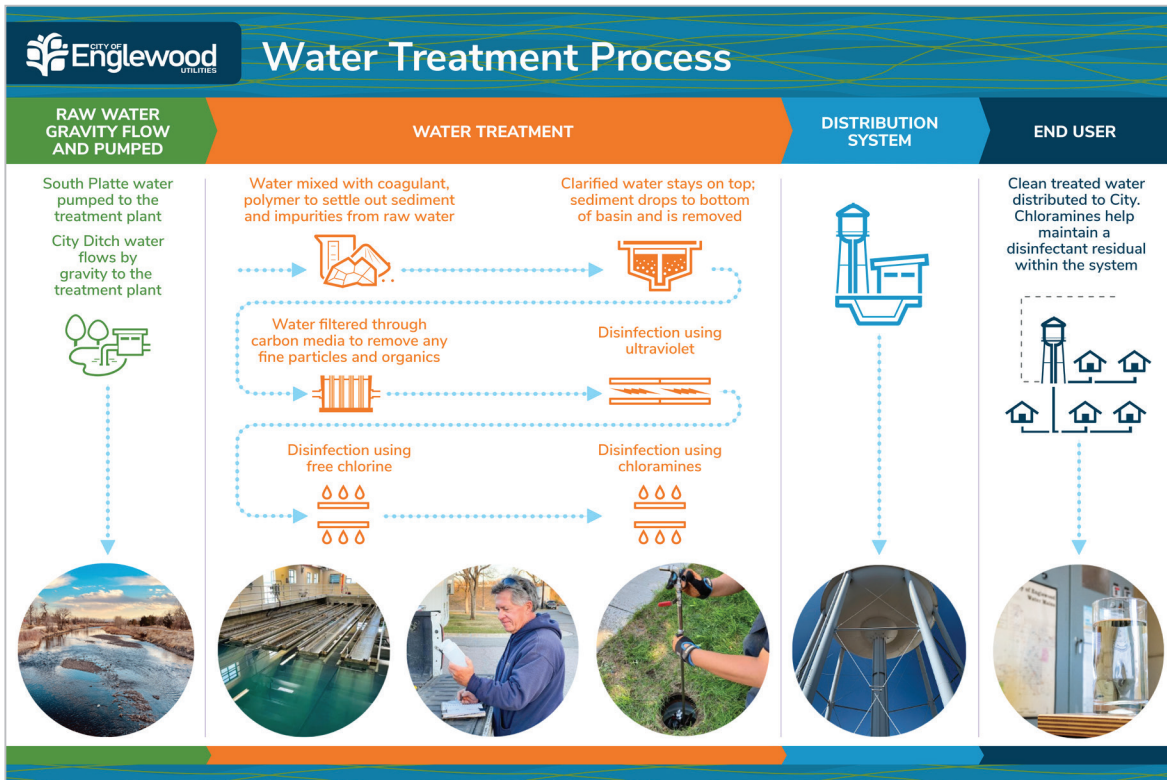 CITY OF
Englewood
UTILITIES
Water Treatment Process
RAW WATER
GRAVITY FLOW
AND PUMPED
WATER TREATMENT
DISTRIBUTION
SYSTEM
END USER
South Platte water
pumped to the
treatment plant
City Ditch water
flows by
gravity to the
treatment plant
Water mixed with coagulant,
polymer to settle out sediment
and impurities from raw water
Clarified water stays on top;
sediment drops to bottom
of basin and is removed
Water filtered through
carbon media to remove any
fine particles and organics
Disinfection using
ultraviolet
Disinfection using
free chlorine
Disinfection using
chloramines
Clean treated water
distributed to City.
Chloramines help
maintain a
disinfectant residual
within the system